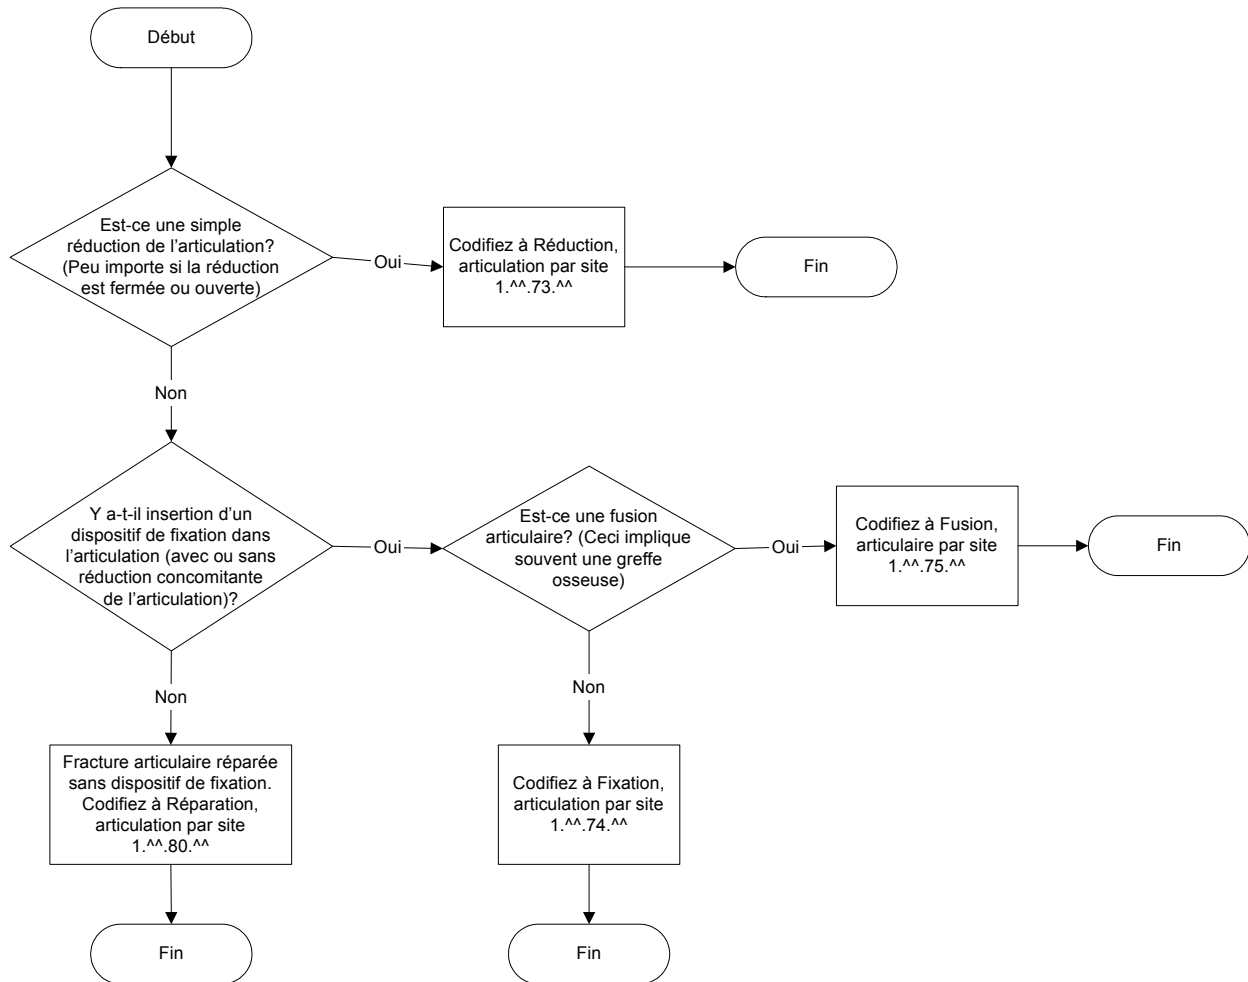 Début
Est-ce une simple
réduction de l’articulation?
(Peu importe si la réduction
est fermée ou ouverte)
Oui
Codifiez à Réduction,
articulation par site
1.^^.73.^^
Fin
Non
Y a-t-il insertion d’un
dispositif de fixation dans
l’articulation (avec ou sans
réduction concomitante
de l’articulation)?
Oui
Est-ce une fusion
articulaire? (Ceci implique
souvent une greffe
osseuse)
Oui
Codifiez à Fusion,
articulaire par site
1.^^.75.^^
Fin
Non
Non
Fracture articulaire réparée
sans dispositif de fixation.
Codifiez à Réparation,
articulation par site
1.^^.80.^^
Codifiez à Fixation,
articulation par site
1.^^.74.^^
Fin
Fin